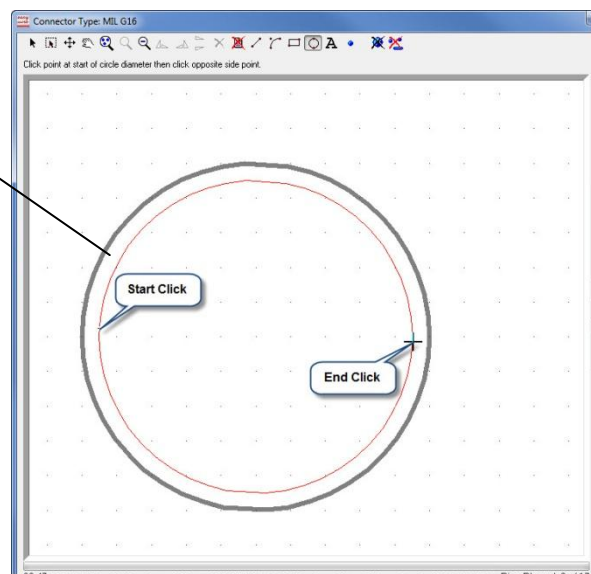 Connector Type: MIL G16
A
Click point at start of circle diameter then click opposite side point.
Start Click
End Click